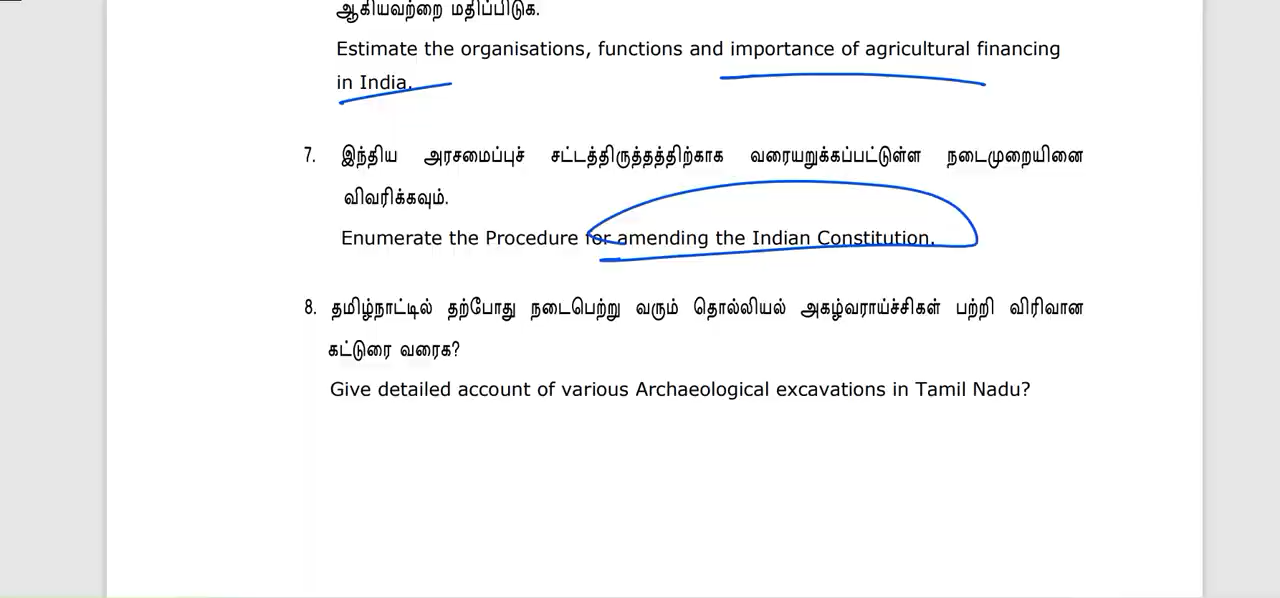 ஆகியவற்றை மதிப்பிடுக.
Estimate the organisations, functions and importance of agricultural financing
in India.
7. இந்திய அரசமைப்புச் சட்டத்திருத்தத்திற்காக வரையறுக்கப்பட்டுள்ள நடைமுறையினை
விவரிக்கவும்.
Enumerate the Procedure for amending the Indian Constitution.
8. தமிழ்நாட்டில் தற்போது நடைபெற்று வரும் தொல்லியல் அகழ்வராய்ச்சிகள் பற்றி விரிவான
கட்டுரை வரைக?
Give detailed account of various Archaeological excavations in Tamil Nadu?